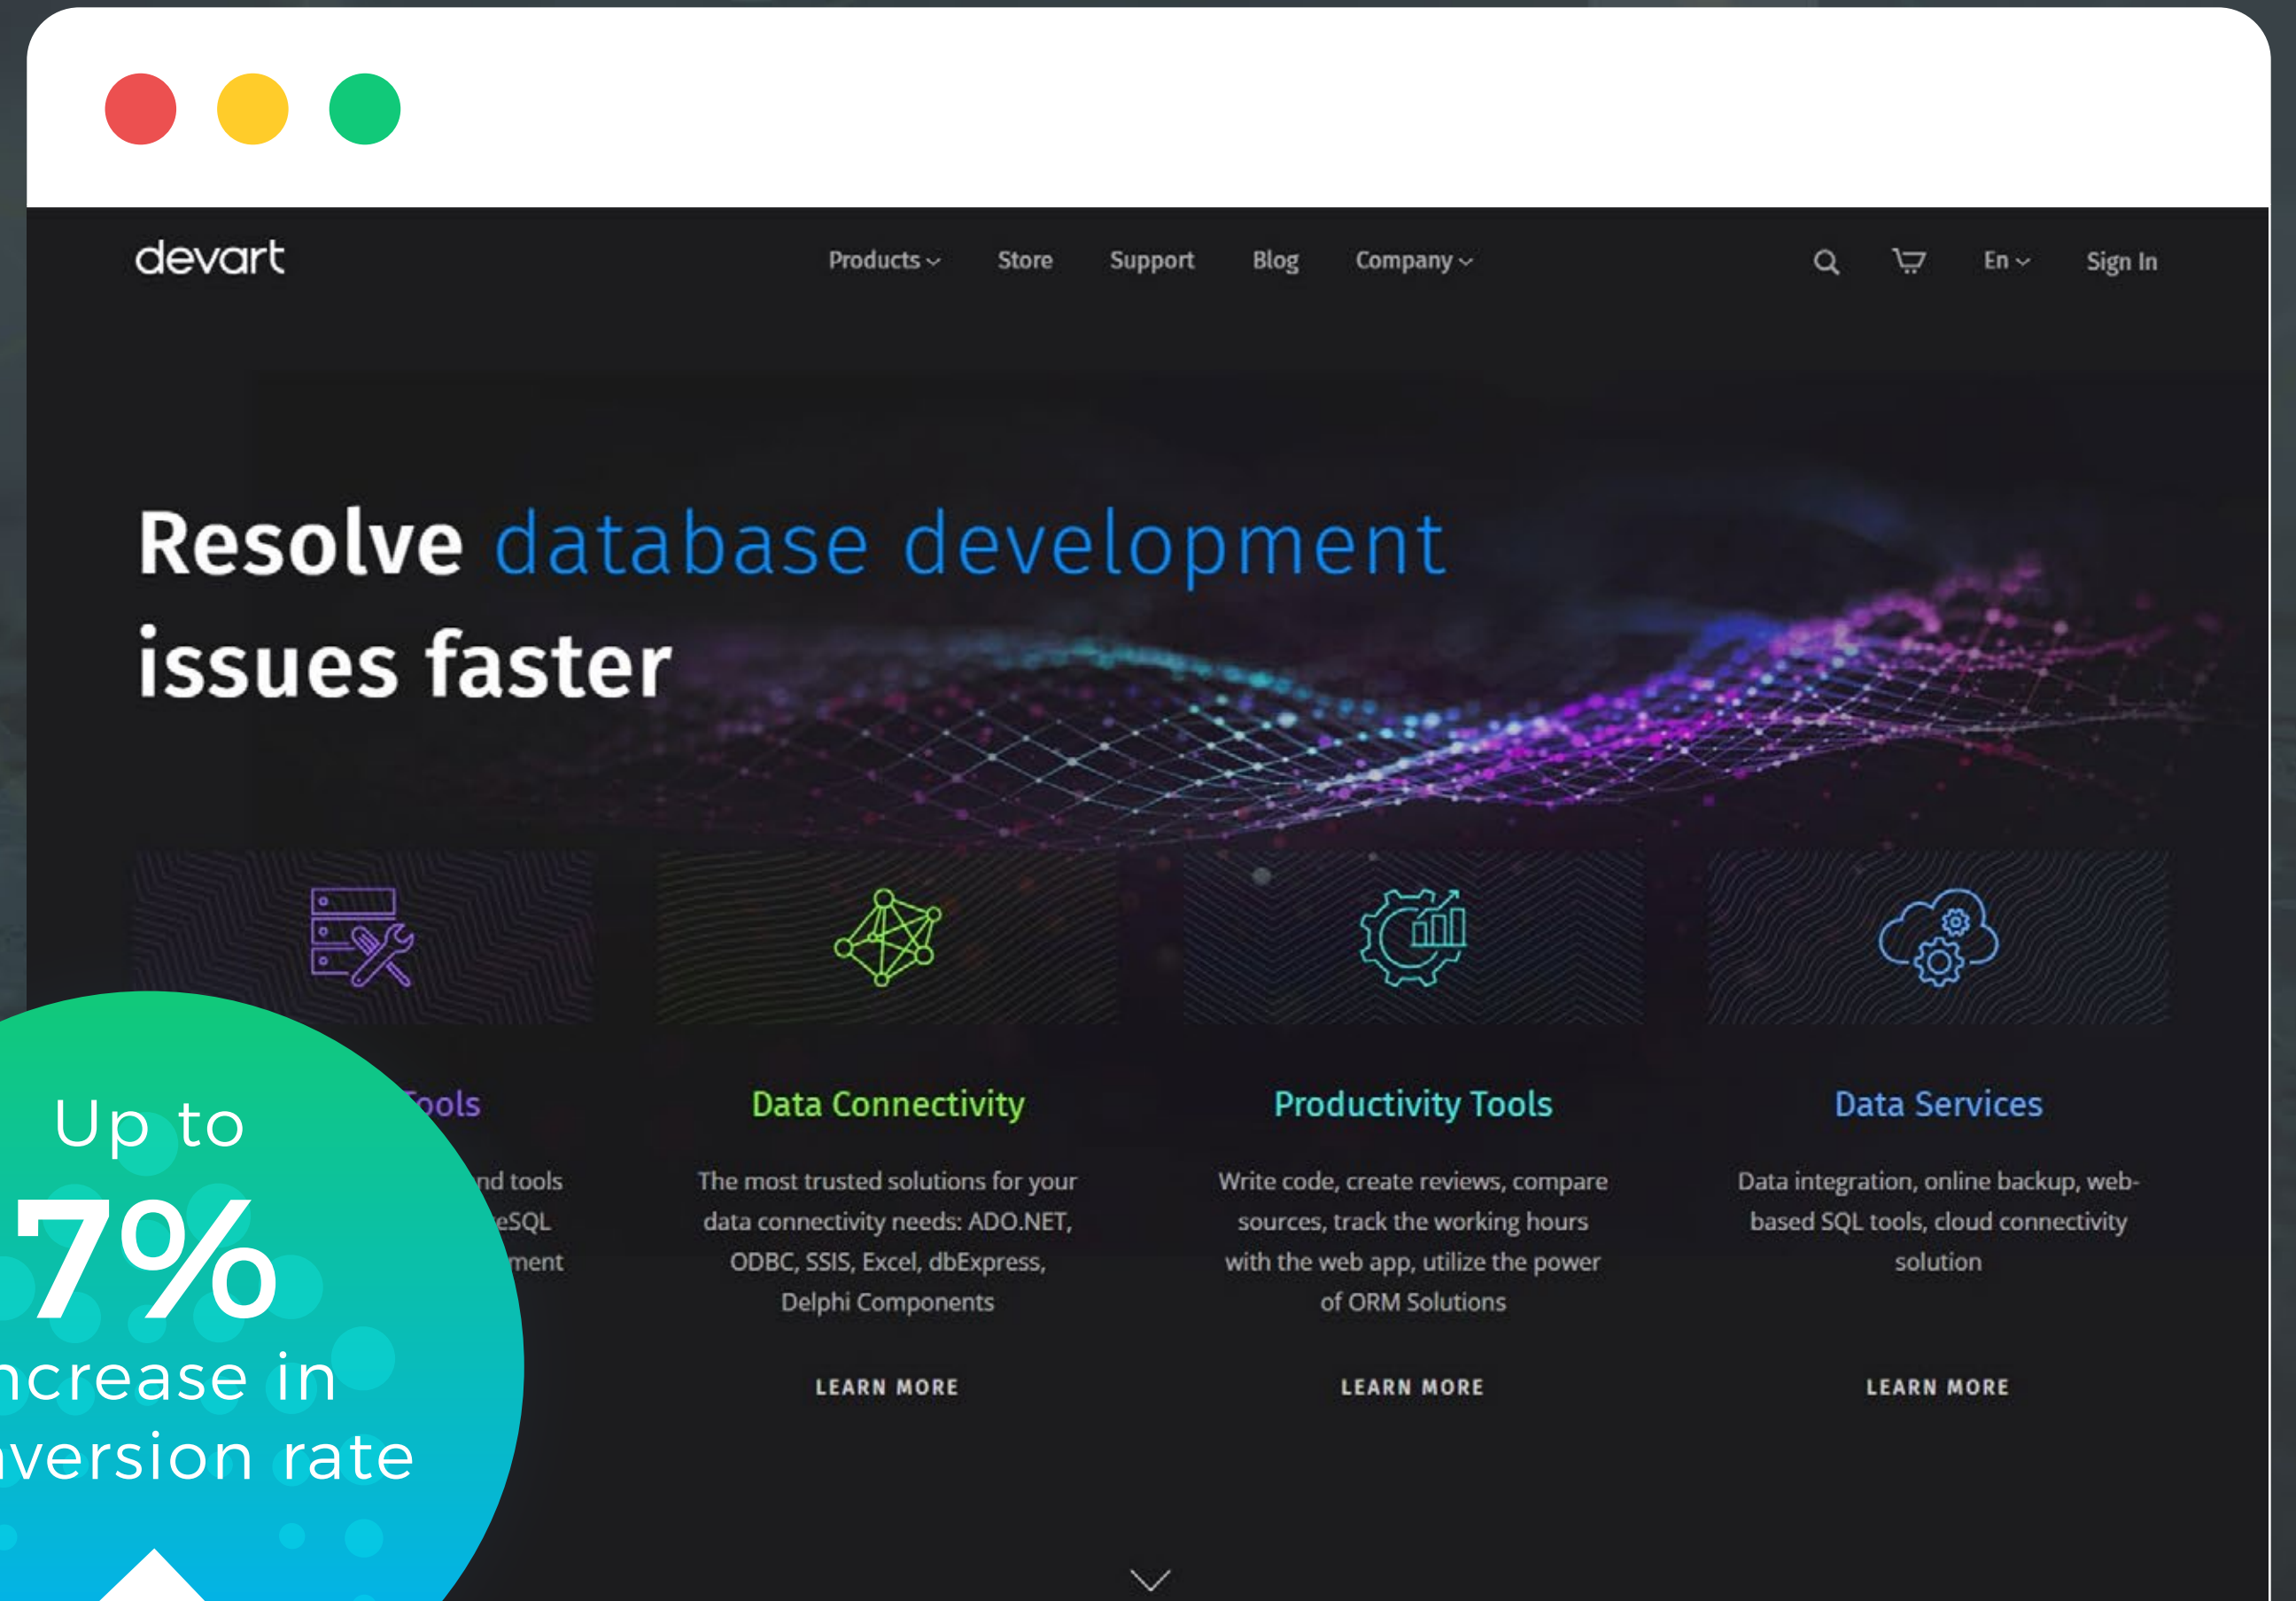 devart
Products Store Support Blog Company En Sign In
Resolve database development
issues faster
Data Connectivity
The most trusted solutions for your
data connectivity needs: ADO.NET,
ODBC, SSIS, Excel, dbExpress,
Delphi Components
LEARN MORE
Productivity Tools
Write code, create reviews, compare
sources, track the working hours
with the web app, utilize the power
of ORM Solutions
LEARN MORE
Data Services
Data integration, online backup, web-
based SQL tools, cloud connectivity
solution
LEARN MORE
tools
Up to
7%
in
rate